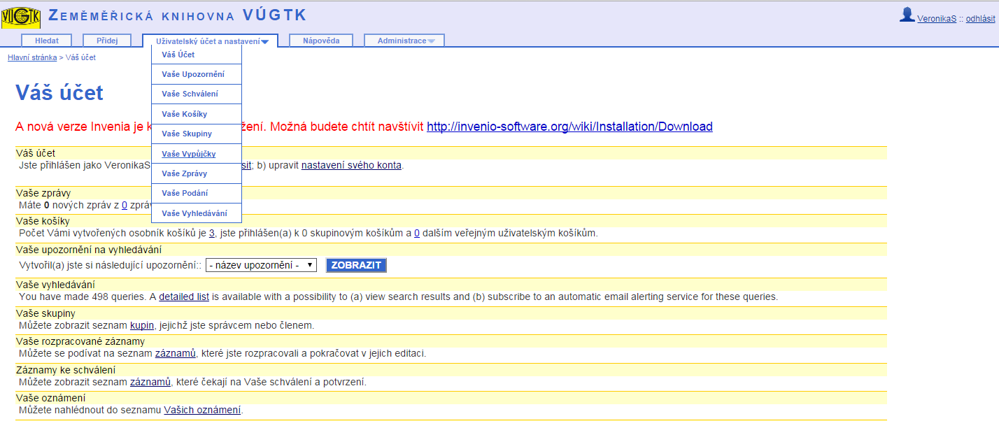 VÚGTK
ZEMĚMĚŘICKÁ KNIHOVNA VÚGTK
VeronikaS :: odhlásit
Hledat
Přidej
Uživatelský účet a nastavení
Nápověda
Administrace
Hlavní stránka > Váš účet
Váš Účet
Vaše Upozornění
Vaše Schválení
Vaše Košíky
Vaše Skupiny
Vaše Vypůjčky
Vaše Zprávy
Vaše Podání
Vaše Vyhledávání
Váš účet
A nová verze Invenia je k žení. Možná budete chtít navštívit http://invenio-software.org/wiki/Installation/Download
Váš účet
Jste přihlášen jako VeronikaS sit; b) upravit nastavení svého konta.
Vaše zprávy
Máte 0 nových zpráv z 0 zpráv
Vaše košíky
Počet Vámi vytvořených osobník košíků je 3, jste přihlášen(a) k 0 skupinovým košíkům a 0 dalším veřejným uživatelským košíkům.
Vaše upozornění na vyhledávání
Vytvořil(a) jste si následující upozornění:: - název upozornění - ZOBRAZIT
Vaše vyhledávání
You have made 498 queries. A detailed list is available with a possibility to (a) view search results and (b) subscribe to an automatic email alerting service for these queries.
Vaše skupiny
Můžete zobrazit seznam kupin, jejichž jste správcem nebo členem.
Vaše rozpracované záznamy
Můžete se podívat na seznam záznamů, které jste rozpracovali a pokračovat v jejich editaci.
Záznamy ke schválení
Můžete zobrazit seznam záznamů, které čekají na Vaše schválení a potvrzení.
Vaše oznámení
Můžete nahlédnout do seznamu Vašich oznámení.